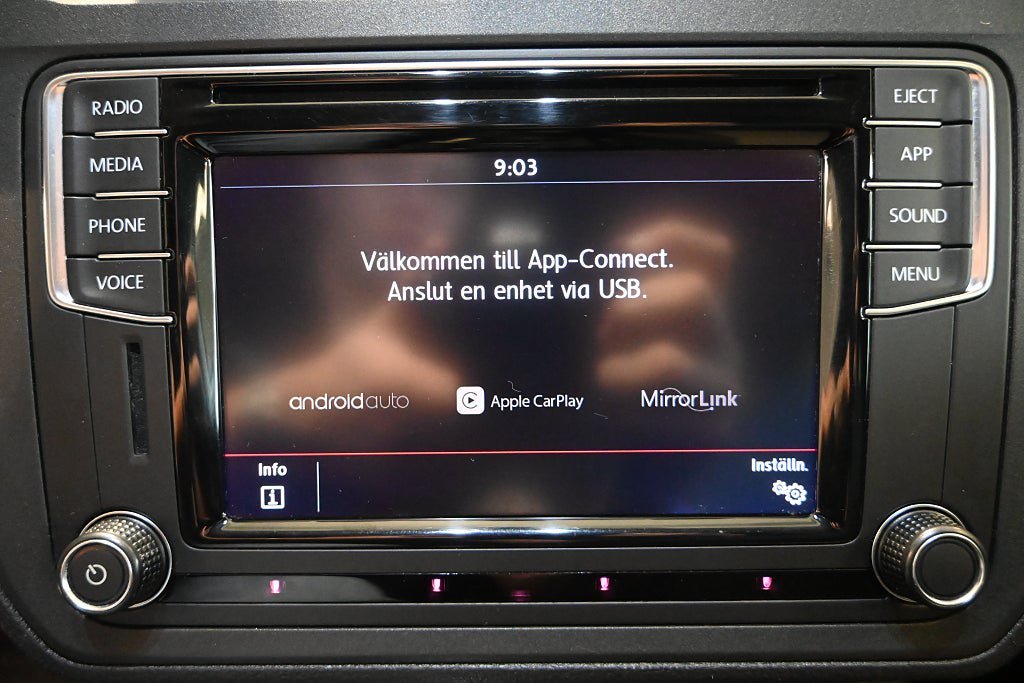 RADIO
MEDIA
PHONE
VOICE
EJECT
APP
SOUND
MENU
9:03
Välkommen till App-Connect.
Anslut en enhet via USB.
androidauto
Apple CarPlay
MirrorLink
Info
i
Inställn.